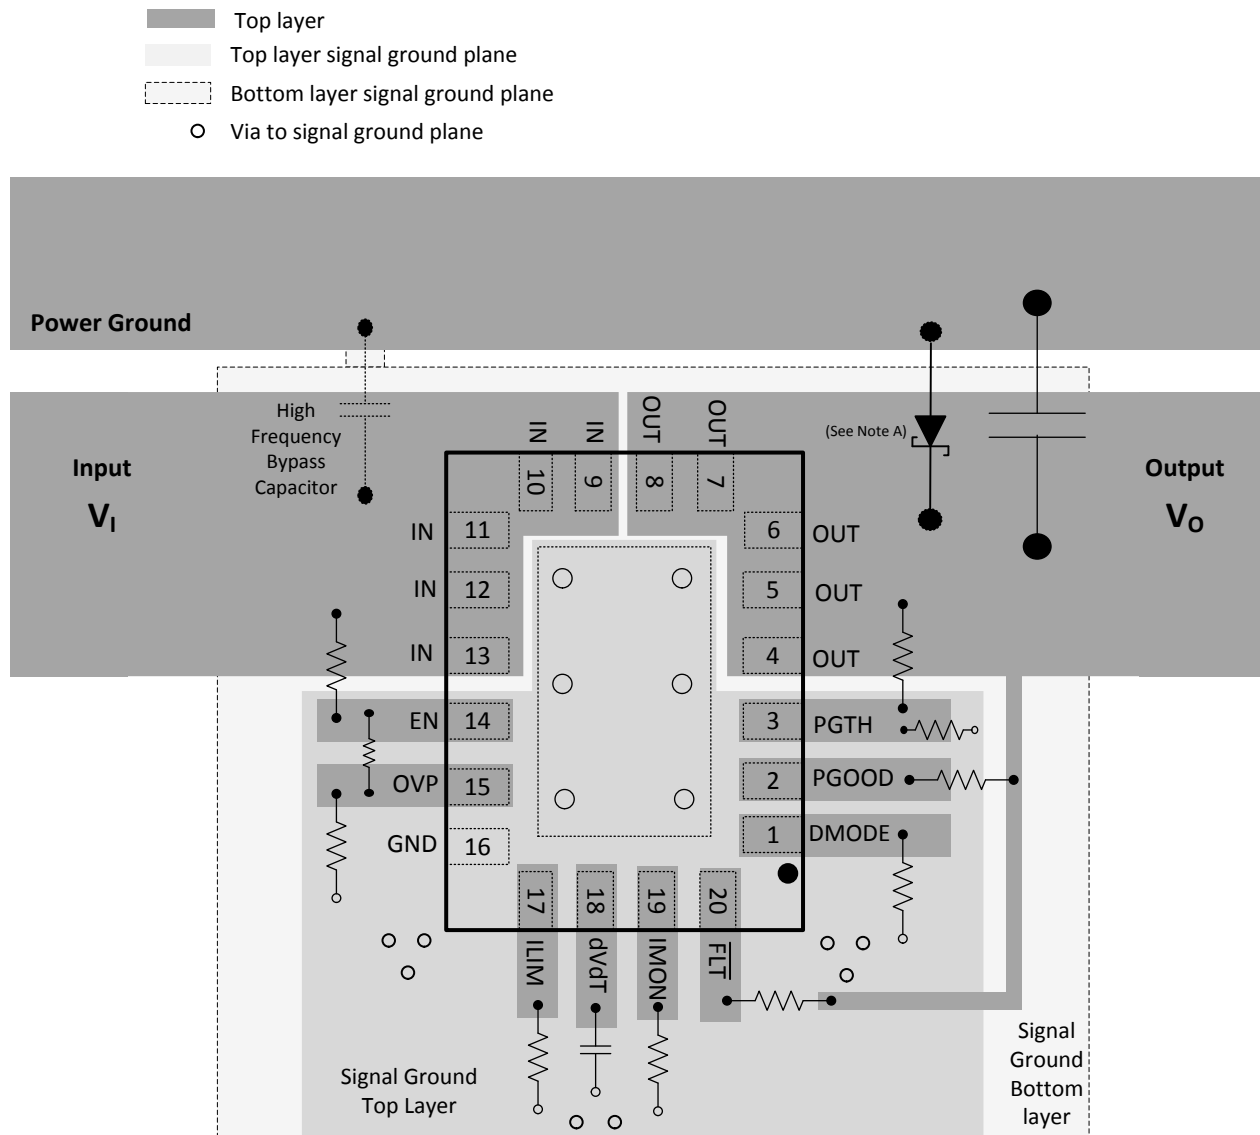 Top layer
Top layer signal ground plane
Bottom layer signal ground plane
Via to signal ground plane
Power Ground
High
Frequency
Bypass
Capacitor
Input
VI
IN
IN
OUT
OUT
10
9
8
7
(See Note A)
Output
VO
IN
11
6
OUT
IN
12
5
OUT
IN
13
4
OUT
EN
14
3
PGTH
OVP
15
2
PGOOD
GND
16
1
DMODE
17
18
19
20
ILIM
dVdT
IMON
FLT
Signal Ground
Top Layer
Signal
Ground
Bottom
layer